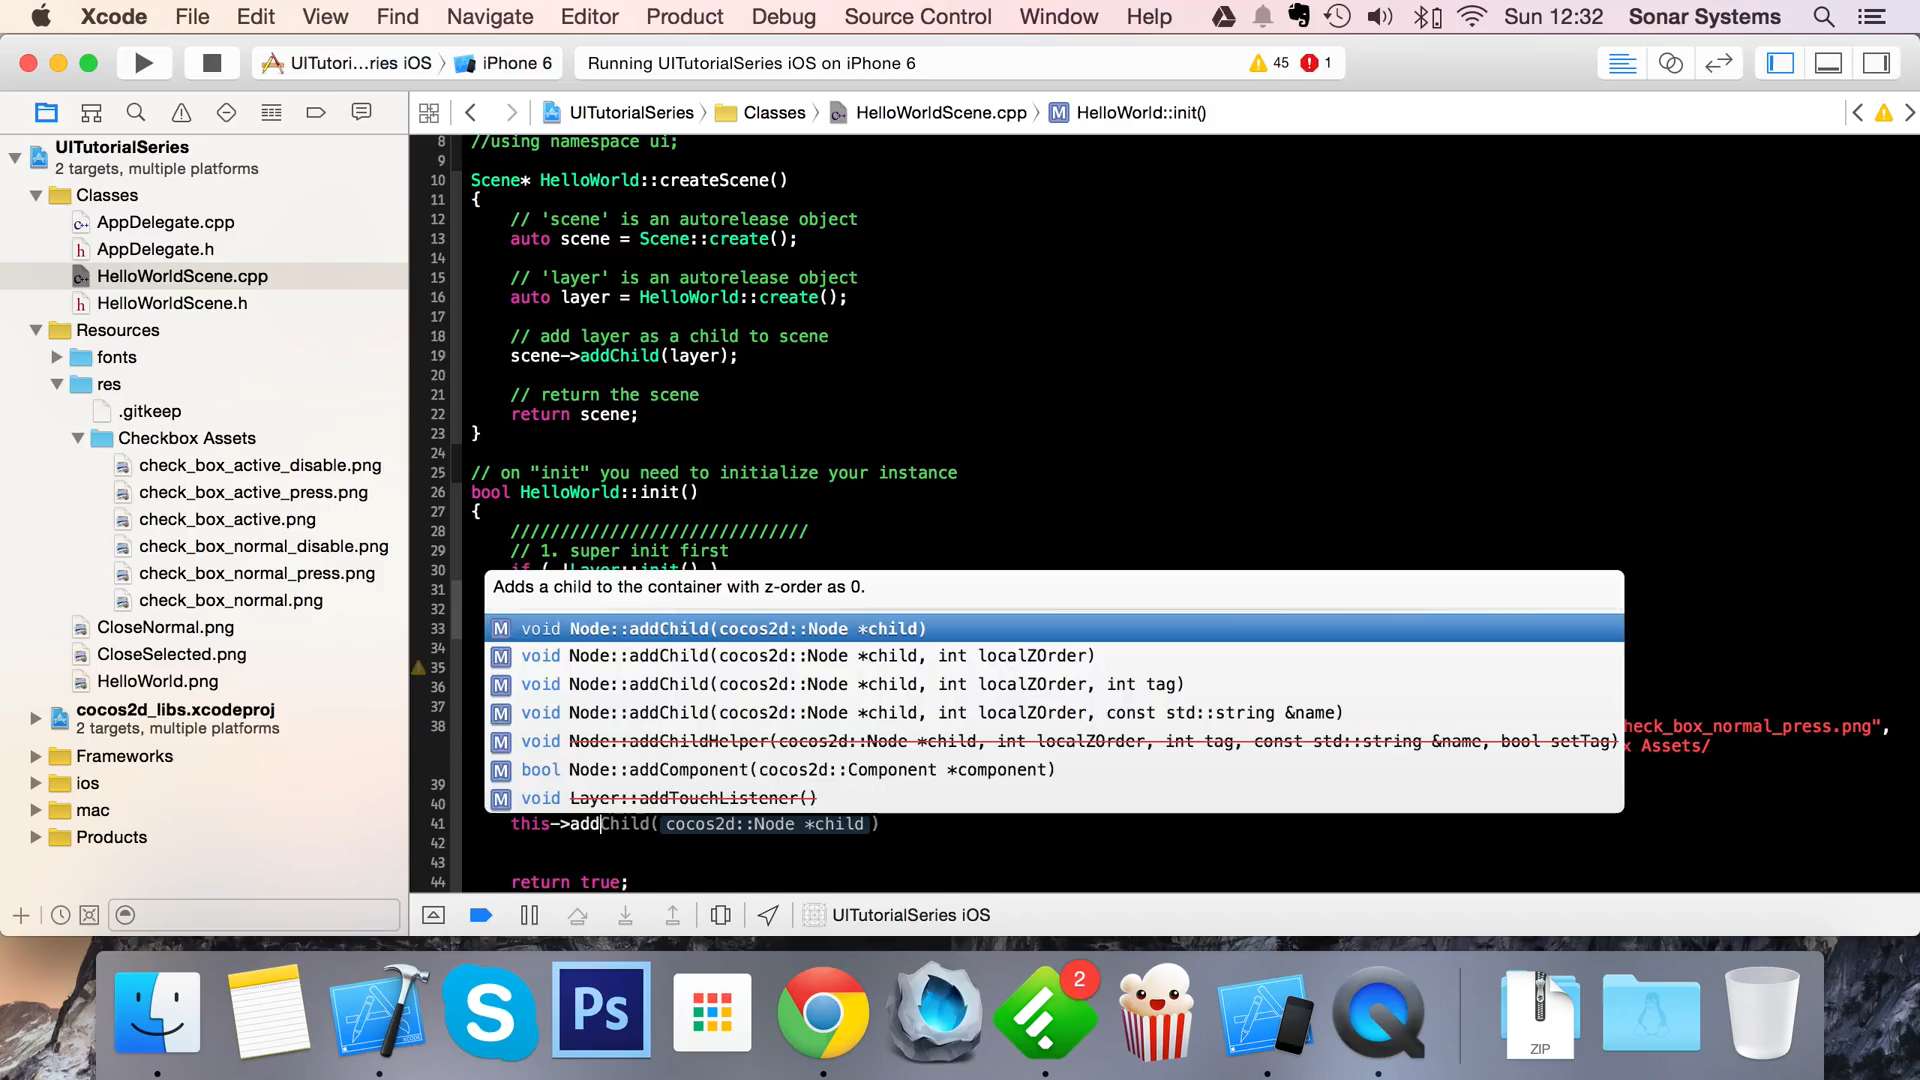 Xcode File Edit View Find Navigate Editor Product Debug Source Control Window Help Sun 12:32 Sonar Systems
UITutori...ries iOS iPhone 6 Running UITutorialSeries iOS on iPhone 6 45 1
UITutorialSeries Classes HelloWorldScene.cpp M HelloWorld::init()
UITutorialSeries
2 targets, multiple platforms
Classes
AppDelegate.cpp
AppDelegate.h
HelloWorldScene.cpp
HelloWorldScene.h
Resources
fonts
res
.gitkeep
Checkbox Assets
check_box_active_disable.png
check_box_active_press.png
check_box_active.png
check_box_normal_disable.png
check_box_normal_press.png
check_box_normal.png
CloseNormal.png
CloseSelected.png
HelloWorld.png
cocos2d_libs.xcodeproj
2 targets, multiple platforms
Frameworks
ios
mac
Products
8 //using namespace ui;
9
10 Scene* HelloWorld::createScene()
11 {
12 // 'scene' is an autorelease object
13 auto scene = Scene::create();
14
15 // 'layer' is an autorelease object
16 auto layer = HelloWorld::create();
17
18 // add layer as a child to scene
19 scene->addChild(layer);
20
21 // return the scene
22 return scene;
23 }
24
25 // on "init" you need to initialize your instance
26 bool HelloWorld::init()
27 {
28 //////////////////////////////
29 // 1. super init first
30 if ( !Layer::init() )
31
32
33
34
35
36
37
38 heck_box_normal_press.png",
x Assets/
39
40
Adds a child to the container with z-order as 0.
M void Node::addChild(cocos2d::Node *child)
M void Node::addChild(cocos2d::Node *child, int localZOrder)
M void Node::addChild(cocos2d::Node *child, int localZOrder, int tag)
M void Node::addChild(cocos2d::Node *child, int localZOrder, const std::string &name)
M void Node::addChildHelper(cocos2d::Node *child, int localZOrder, int tag, const std::string &name, bool setTag)
M bool Node::addComponent(cocos2d::Component *component)
M void Layer::addTouchListener()
41 this->addChild(cocos2d::Node *child)
42
43
44 return true;
UITutorialSeries iOS
Ps
2
ZIP